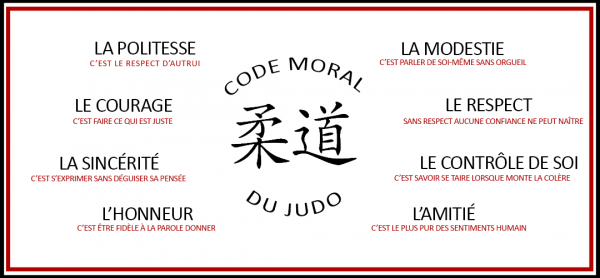 LA POLITESSE
C'EST LE RESPECT D'AUTRUI
LE COURAGE
C'EST FAIRE CE QUI EST JUSTE
LA SINCÉRITÉ
C'EST S'EXPRIMER SANS DÉGUISER SA PENSÉE
L'HONNEUR
C'EST ÊTRE FIDÈLE À LA PAROLE DONNER
CODE MORAL
柔道
DU JUDO
LA MODESTIE
C'EST PARLER DE SOI-MÊME SANS ORGUEIL
LE RESPECT
SANS RESPECT AUCUNE CONFIANCE NE PEUT NAÎTRE
LE CONTRÔLE DE SOI
C'EST SAVOIR SE TAIRE LORSQUE MONTE LA COLÈRE
L'AMITIÉ
C'EST LE PLUS PUR DES SENTIMENTS HUMAIN